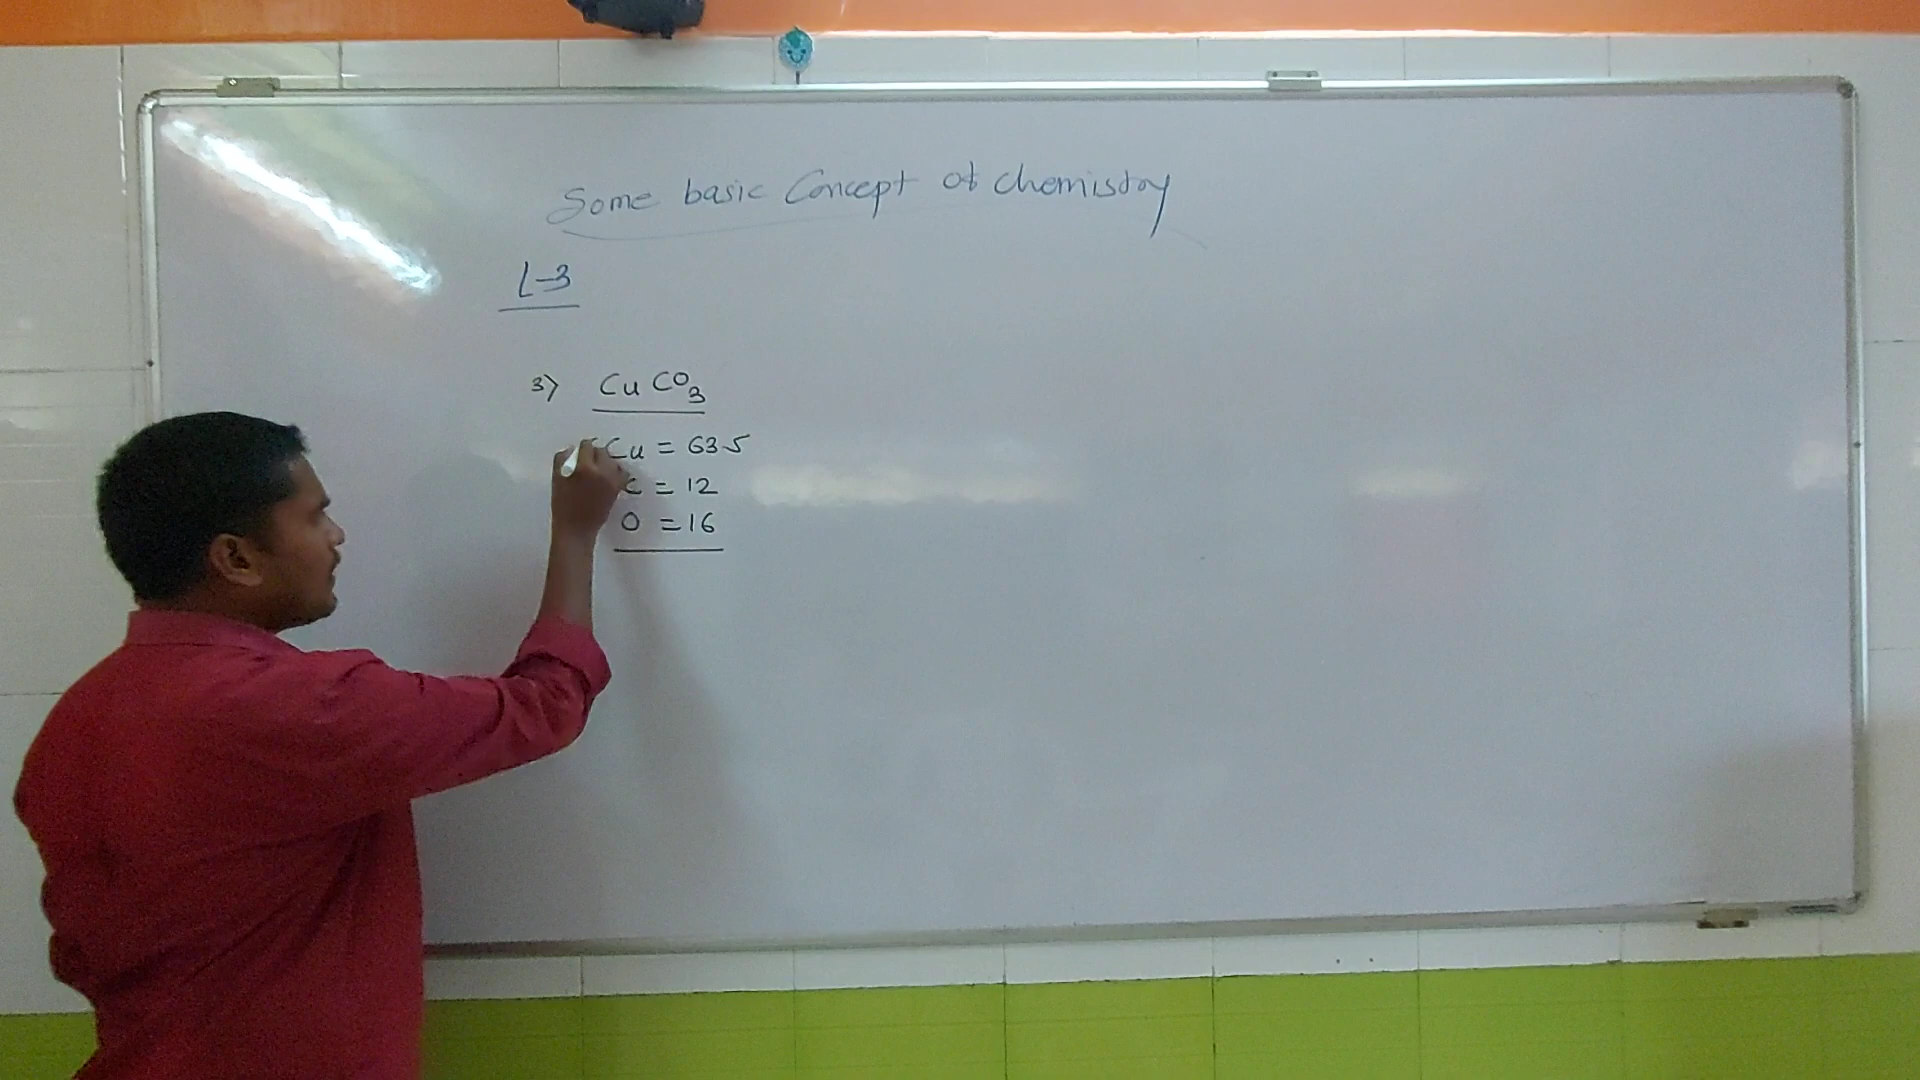 Some basic Concept of chemistry
L-3
3) CuCO3
Cu = 63.5
C = 12
O = 16